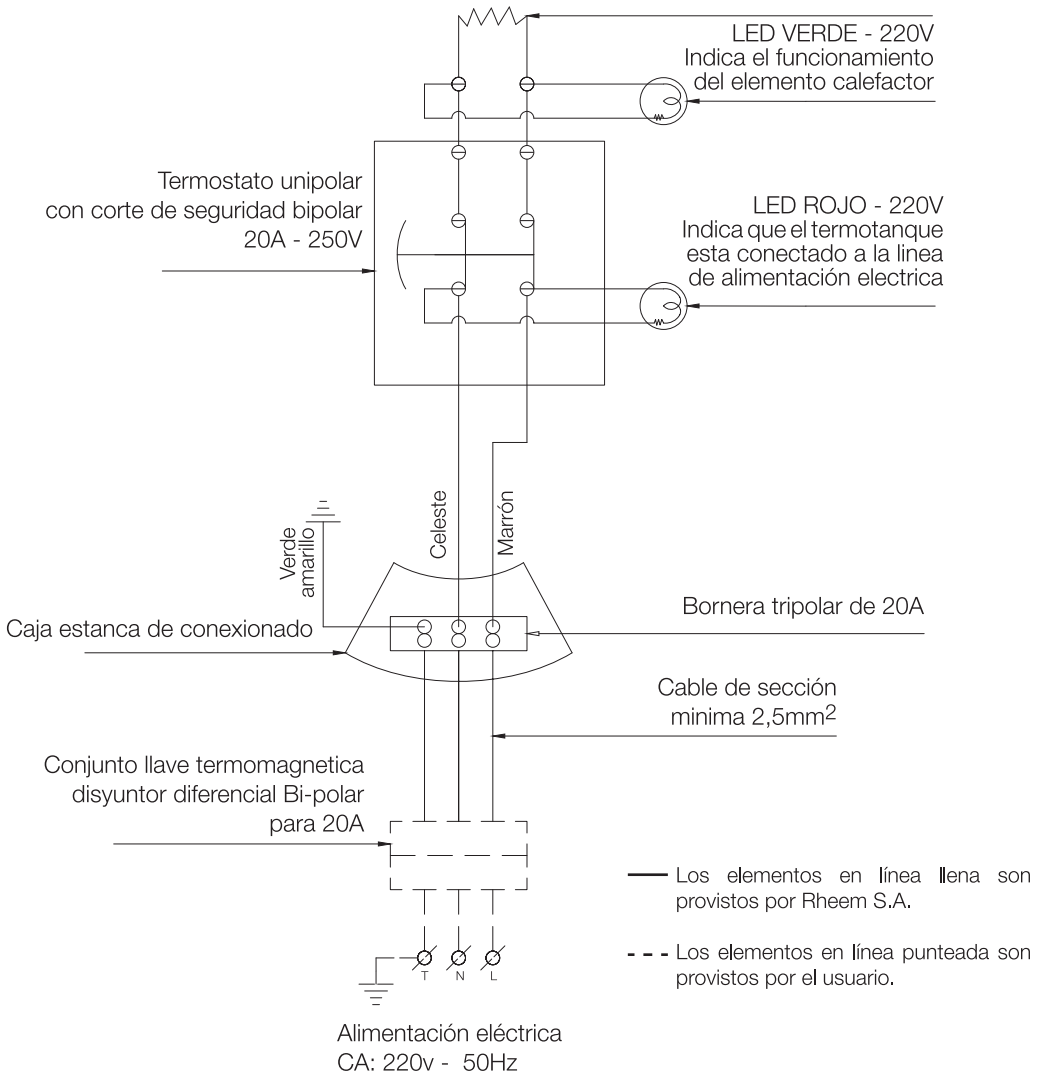 LED VERDE - 220V
Indica el funcionamiento
del elemento calefactor
Termostato unipolar
con corte de seguridad bipolar
20A - 250V
LED ROJO - 220V
Indica que el termotanque
esta conectado a la linea
de alimentación electrica
Verde
amarillo
Celeste
Marrón
Caja estanca de conexionado
Bornera tripolar de 20A
Cable de sección
minima 2,5mm²
Conjunto llave termomagnetica
disyuntor diferencial Bi-polar
para 20A
Los elementos en línea llena son
provistos por Rheem S.A.
Los elementos en línea punteada son
provistos por el usuario.
T N L
Alimentación eléctrica
CA: 220v - 50Hz